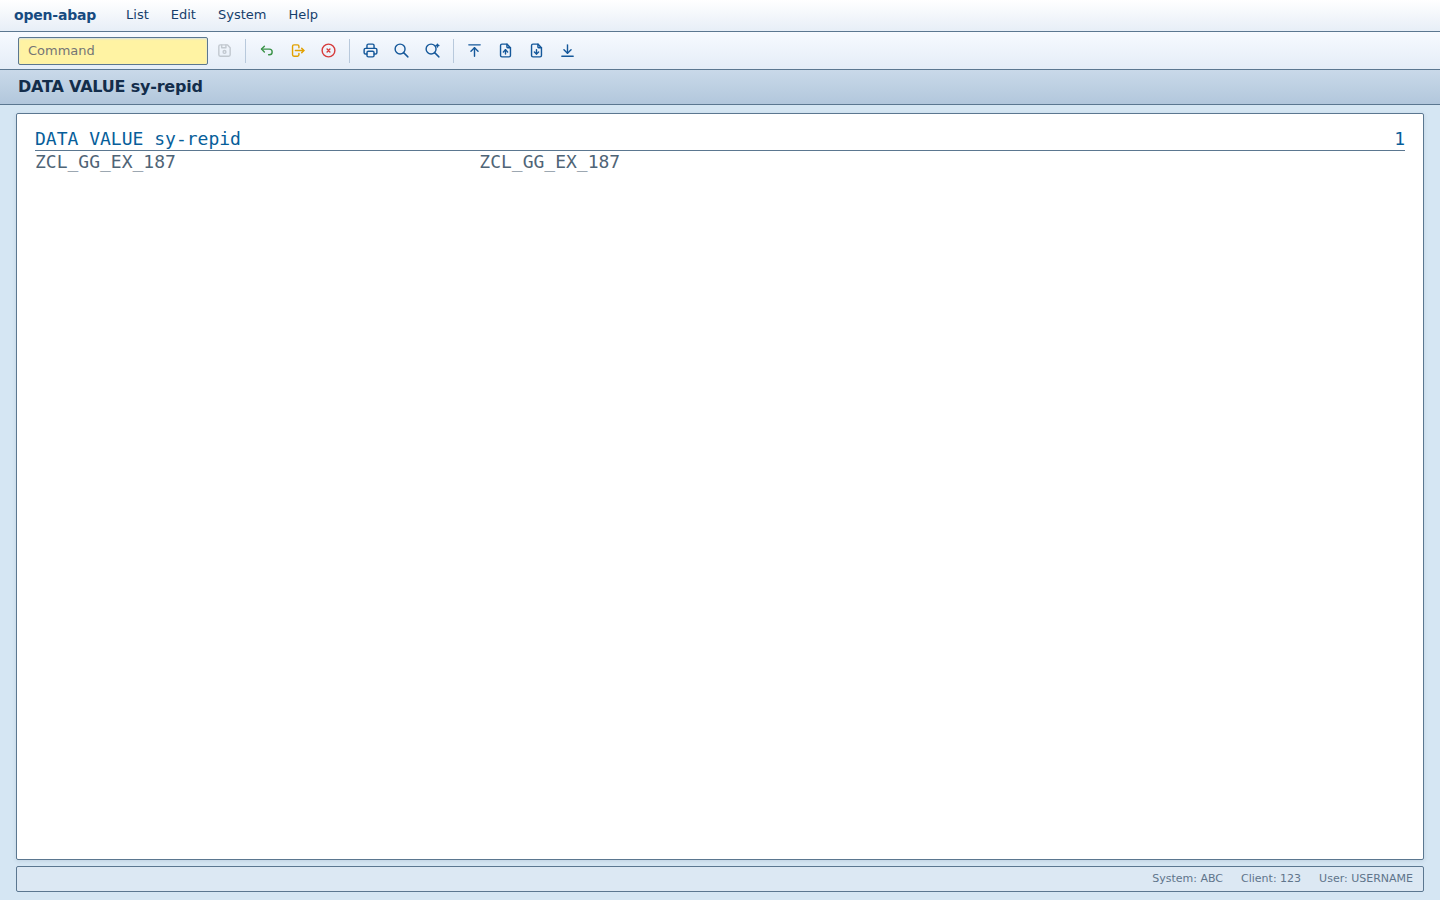 open-abap List Edit System Help
Command
DATA VALUE sy-repid
DATA VALUE sy-repid 1
ZCL_GG_EX_187 ZCL_GG_EX_187
System: ABC Client: 123 User: USERNAME